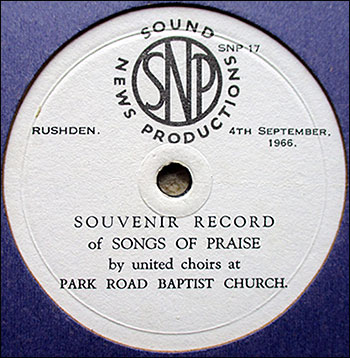 SOUND
NEWS PRODUCTIONS
SNP
SNP 17
RUSHDEN.
4TH SEPTEMBER,
1966.
SOUVENIR RECORD
of SONGS OF PRAISE
by united choirs at
PARK ROAD BAPTIST CHURCH.